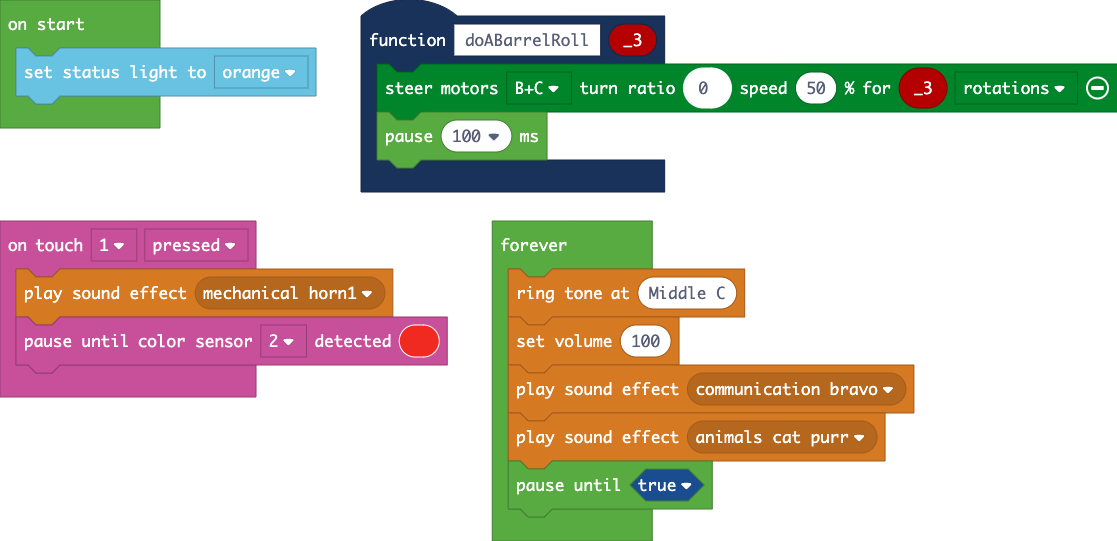 on start
set status light to orange
function doABarrelRoll _3
steer motors B+C turn ratio 0 speed 50 % for _3 rotations
pause 100 ms
on touch 1 pressed
play sound effect mechanical horn1
pause until color sensor 2 detected
forever
ring tone at Middle C
set volume 100
play sound effect communication bravo
play sound effect animals cat purr
pause until true